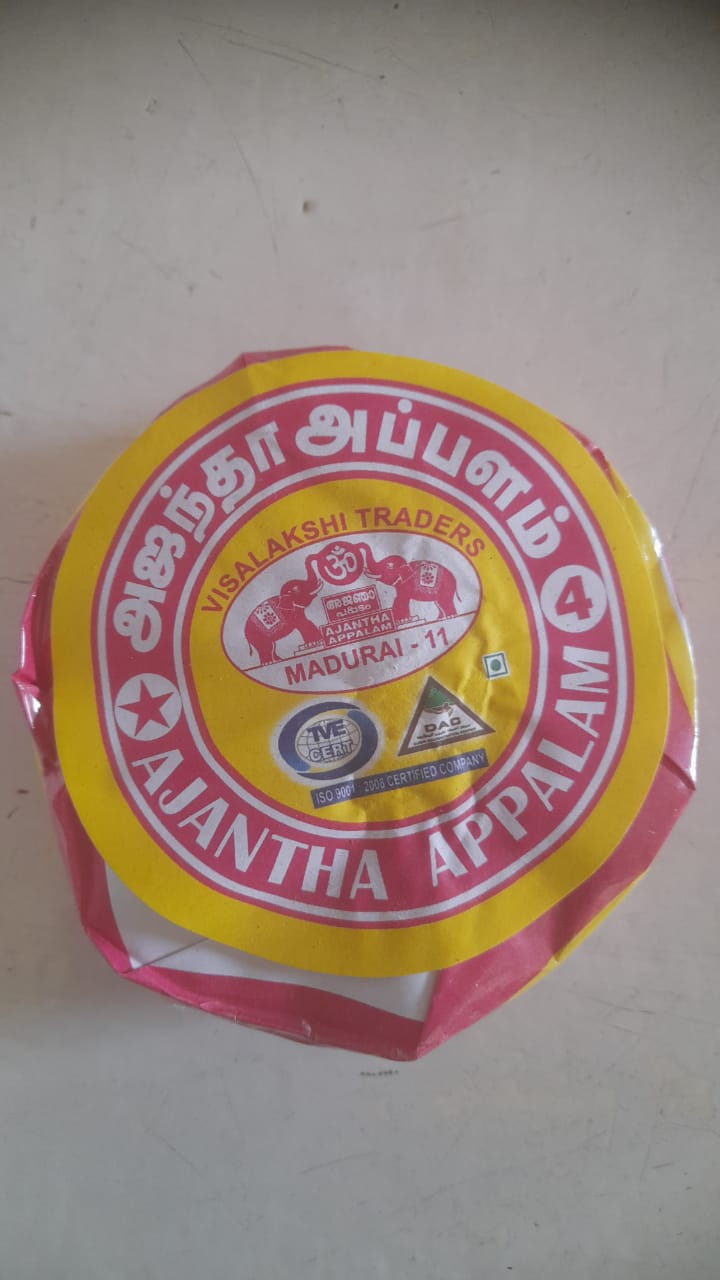 அஜந்தா அப்பளம்
4
VISALAKSHI TRADERS
ॐ
AJANTHA
APPALAM
MADURAI - 11
TVE
CERT
DAC
ISO 9001 : 2008 CERTIFIED COMPANY
AJANTHA APPALAM